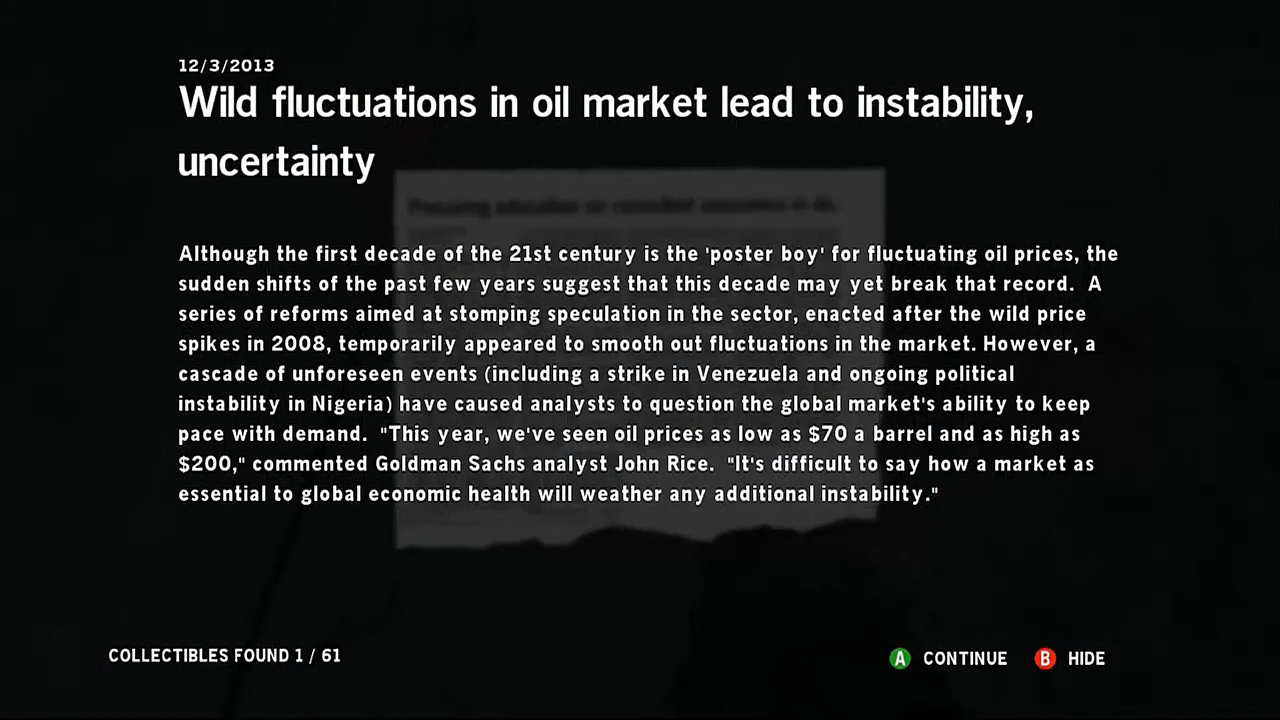 12/3/2013
Wild fluctuations in oil market lead to instability,
uncertainty
Although the first decade of the 21st century is the 'poster boy' for fluctuating oil prices, the
sudden shifts of the past few years suggest that this decade may yet break that record.  A
series of reforms aimed at stomping speculation in the sector, enacted after the wild price
spikes in 2008, temporarily appeared to smooth out fluctuations in the market. However, a
cascade of unforeseen events (including a strike in Venezuela and ongoing political
instability in Nigeria) have caused analysts to question the global market's ability to keep
pace with demand.  "This year, we've seen oil prices as low as $70 a barrel and as high as
$200," commented Goldman Sachs analyst John Rice.  "It's difficult to say how a market as
essential to global economic health will weather any additional instability."
COLLECTIBLES FOUND 1 / 61
A CONTINUE B HIDE